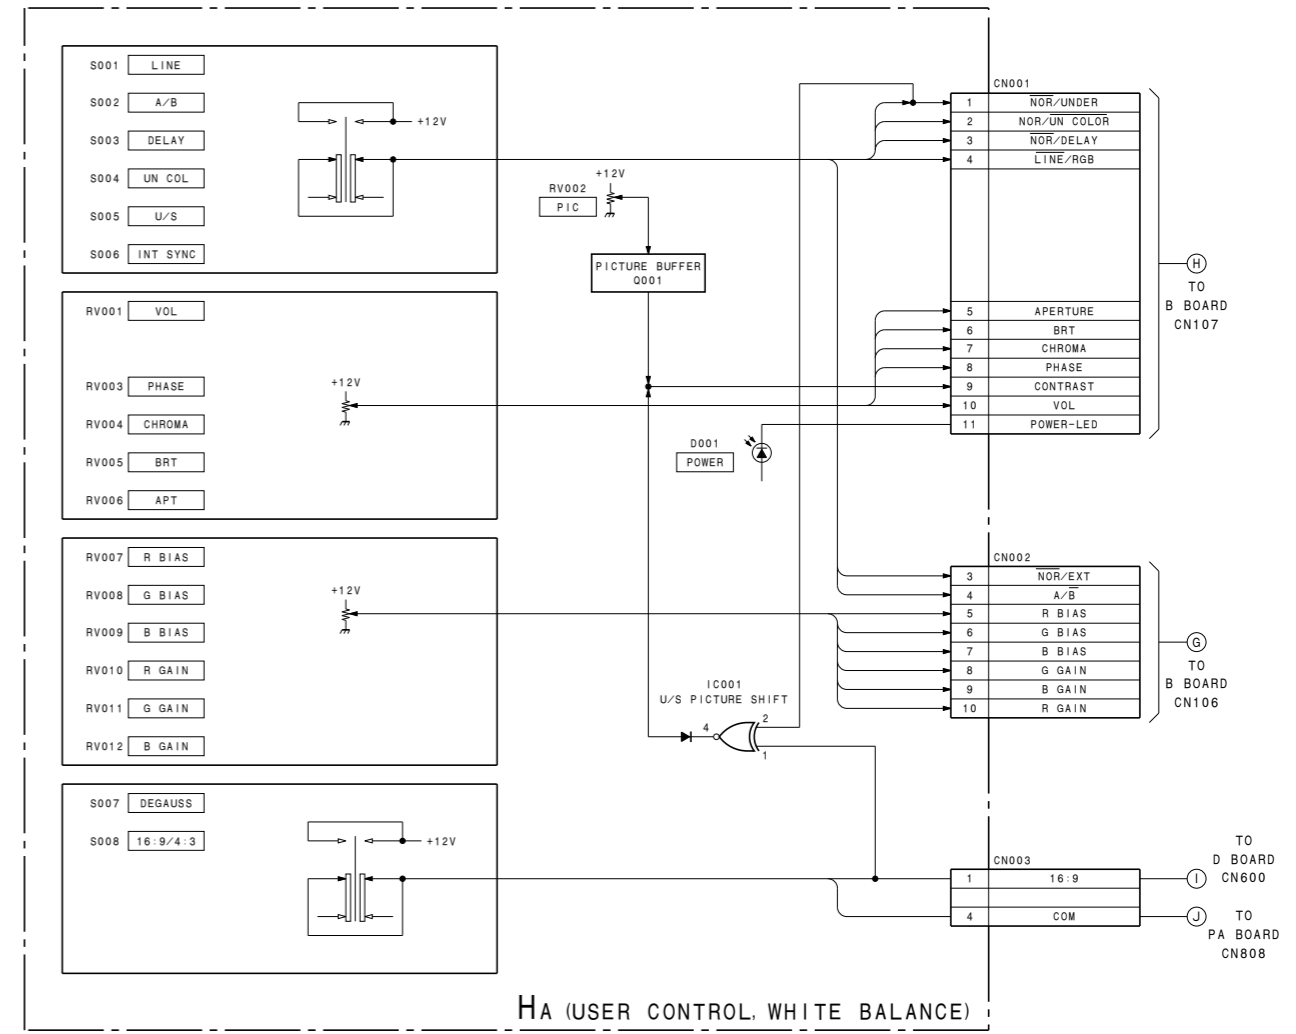 S001 LINE
S002 A/B
S003 DELAY
S004 UN COL
S005 U/S
S006 INT SYNC
+12V
RV001 VOL
RV003 PHASE
RV004 CHROMA
RV005 BRT
RV006 APT
+12V
RV007 R BIAS
RV008 G BIAS
RV009 B BIAS
RV010 R GAIN
RV011 G GAIN
RV012 B GAIN
+12V
S007 DEGAUSS
S008 16:9/4:3
+12V
+12V
RV002
PIC
PICTURE BUFFER
Q001
D001
POWER
IC001
U/S PICTURE SHIFT
4
2
1
CN001
1 NOR/UNDER
2 NOR/UN COLOR
3 NOR/DELAY
4 LINE/RGB
5 APERTURE
6 BRT
7 CHROMA
8 PHASE
9 CONTRAST
10 VOL
11 POWER-LED
H
TO
B BOARD
CN107
CN002
3 NOR/EXT
4 A/B
5 R BIAS
6 G BIAS
7 B BIAS
8 G GAIN
9 B GAIN
10 R GAIN
G
TO
B BOARD
CN106
CN003
1 16:9
4 COM
TO
D BOARD
I CN600
J TO
PA BOARD
CN808
HA (USER CONTROL, WHITE BALANCE)